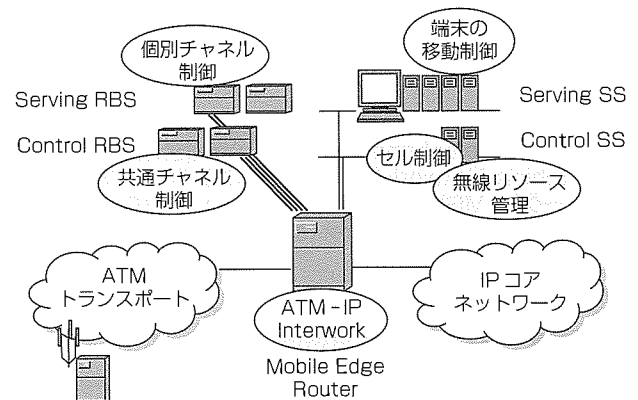 個別チャネル
制御
端末の
移動制御
Serving RBS
Serving SS
Control RBS
Control SS
セル制御
共通チャネル
制御
無線リソース
管理
ATM
トランスポート
IPコア
ネットワーク
ATM-IP
Interwork
Mobile Edge
Router